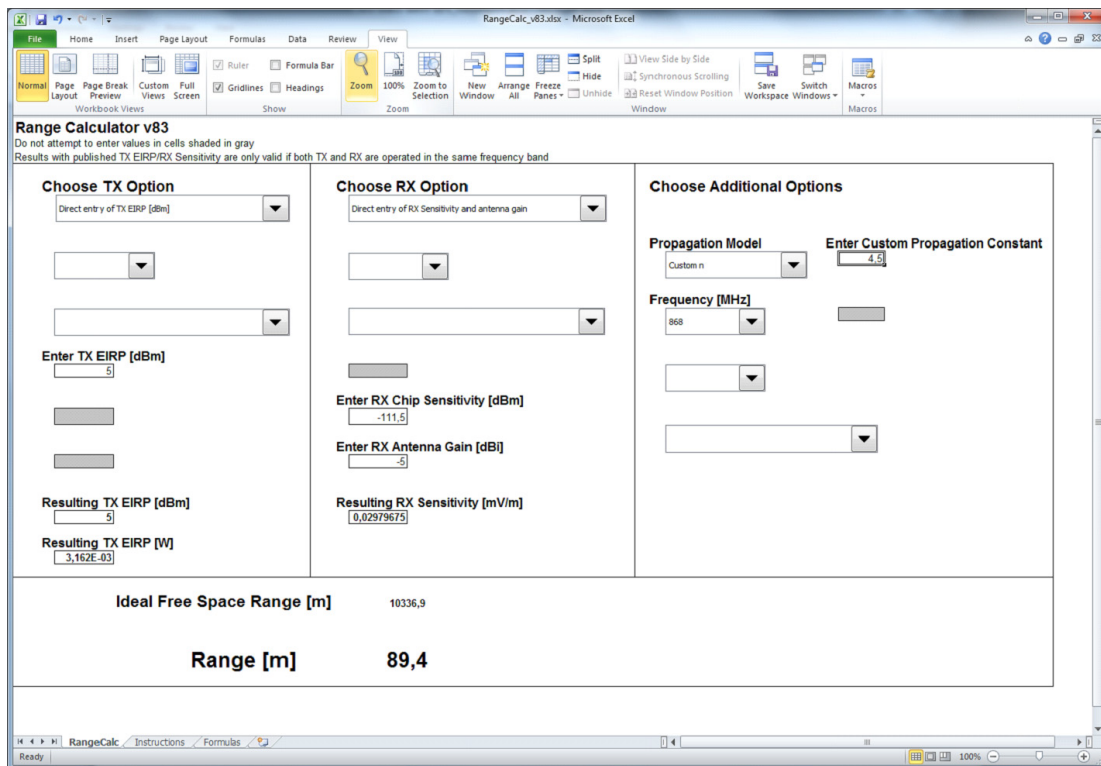 RangeCalc_v83.xlsx - Microsoft Excel
File Home Insert Page Layout Formulas Data Review View
Normal Page Layout Page Break Preview Custom Views Full Screen
Workbook Views
Ruler Formula Bar
Gridlines Headings
Show
Zoom 100% Zoom to Selection
Zoom
New Window Arrange All Freeze Panes
Split
Hide
Unhide
View Side by Side
Synchronous Scrolling
Reset Window Position
Save Workspace Switch Windows
Window
Macros
Macros
Range Calculator v83
Do not attempt to enter values in cells shaded in gray
Results with published TX EIRP/RX Sensitivity are only valid if both TX and RX are operated in the same frequency band
Choose TX Option
Direct entry of TX EIRP [dBm]
Enter TX EIRP [dBm]
5
Resulting TX EIRP [dBm]
5
Resulting TX EIRP [W]
3,162E-03
Choose RX Option
Direct entry of RX Sensitivity and antenna gain
Enter RX Chip Sensitivity [dBm]
-111,5
Enter RX Antenna Gain [dBi]
-5
Resulting RX Sensitivity [mV/m]
0,02979675
Choose Additional Options
Propagation Model
Custom n
Enter Custom Propagation Constant
4,5
Frequency [MHz]
868
Ideal Free Space Range [m] 10336,9
Range [m] 89,4
RangeCalc Instructions Formulas
Ready
100%